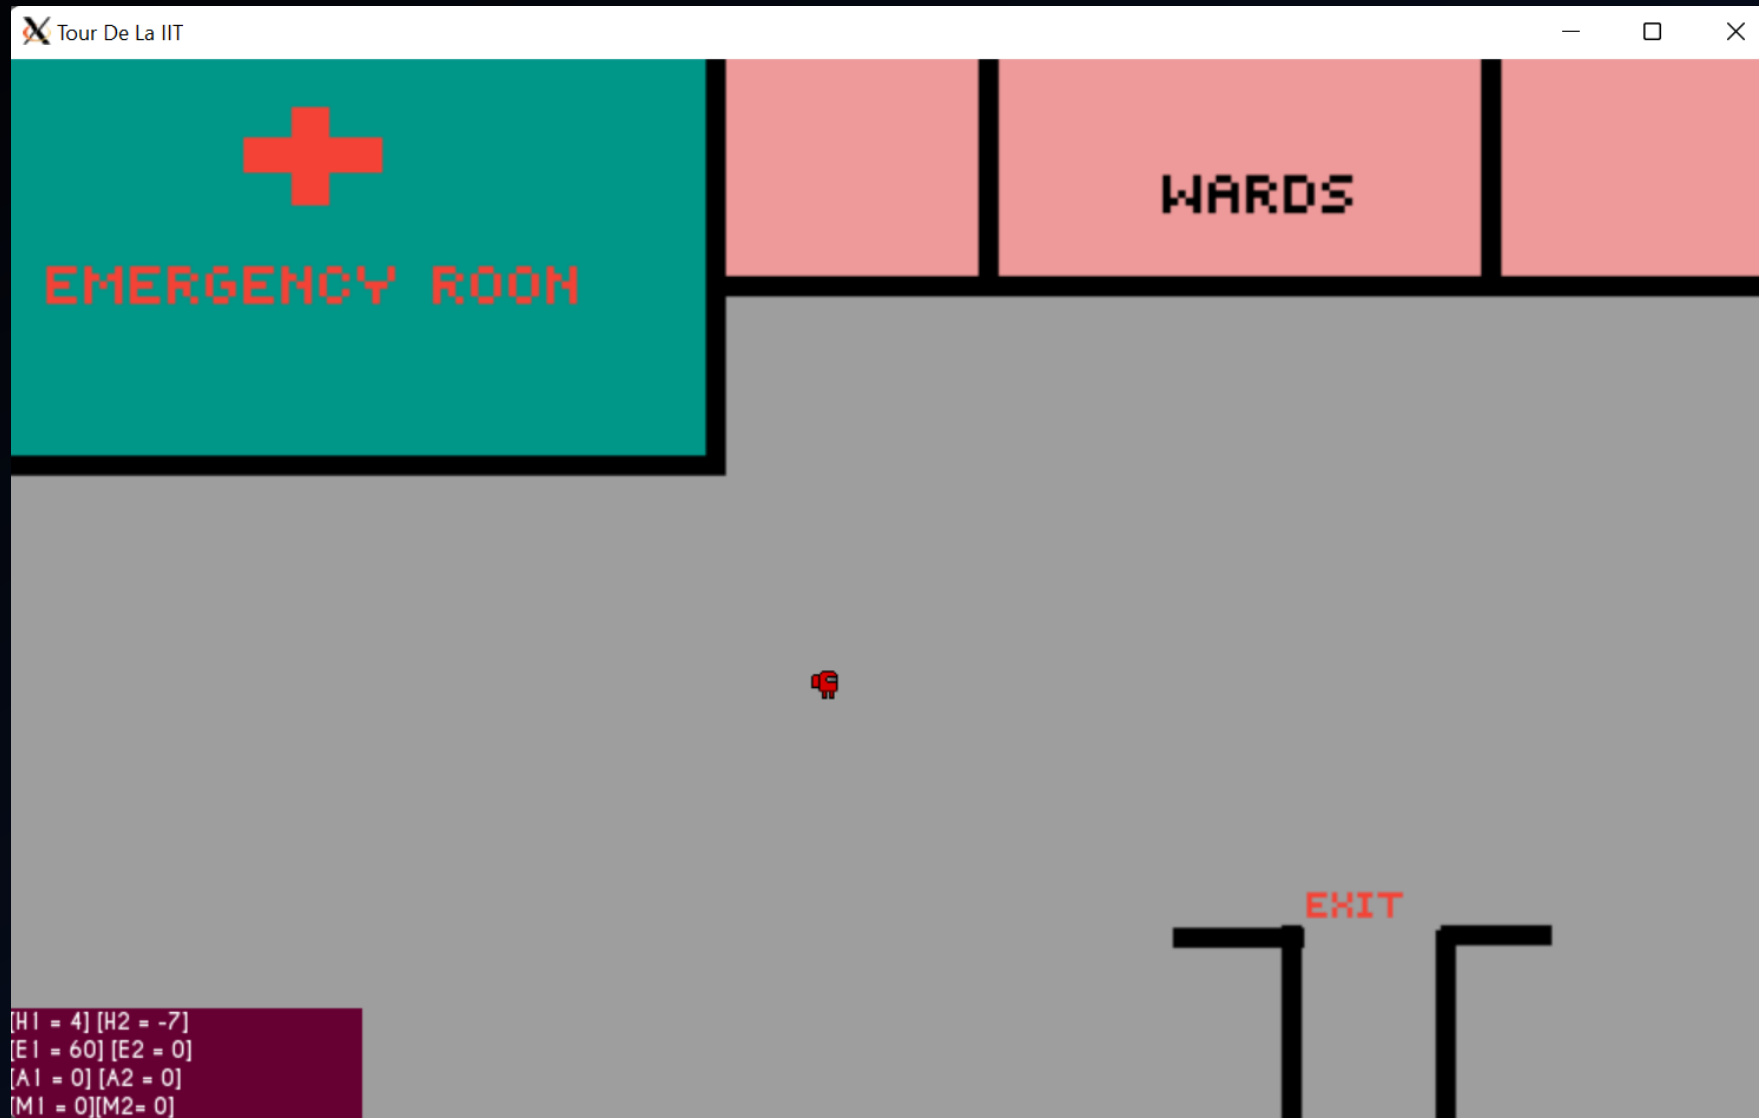 Tour De La IIT
WARDS
EMERGENCY ROON
EXIT
[H1 = 4] [H2 = -7]
[E1 = 60] [E2 = 0]
[A1 = 0] [A2 = 0]
[M1 = 0][M2= 0]